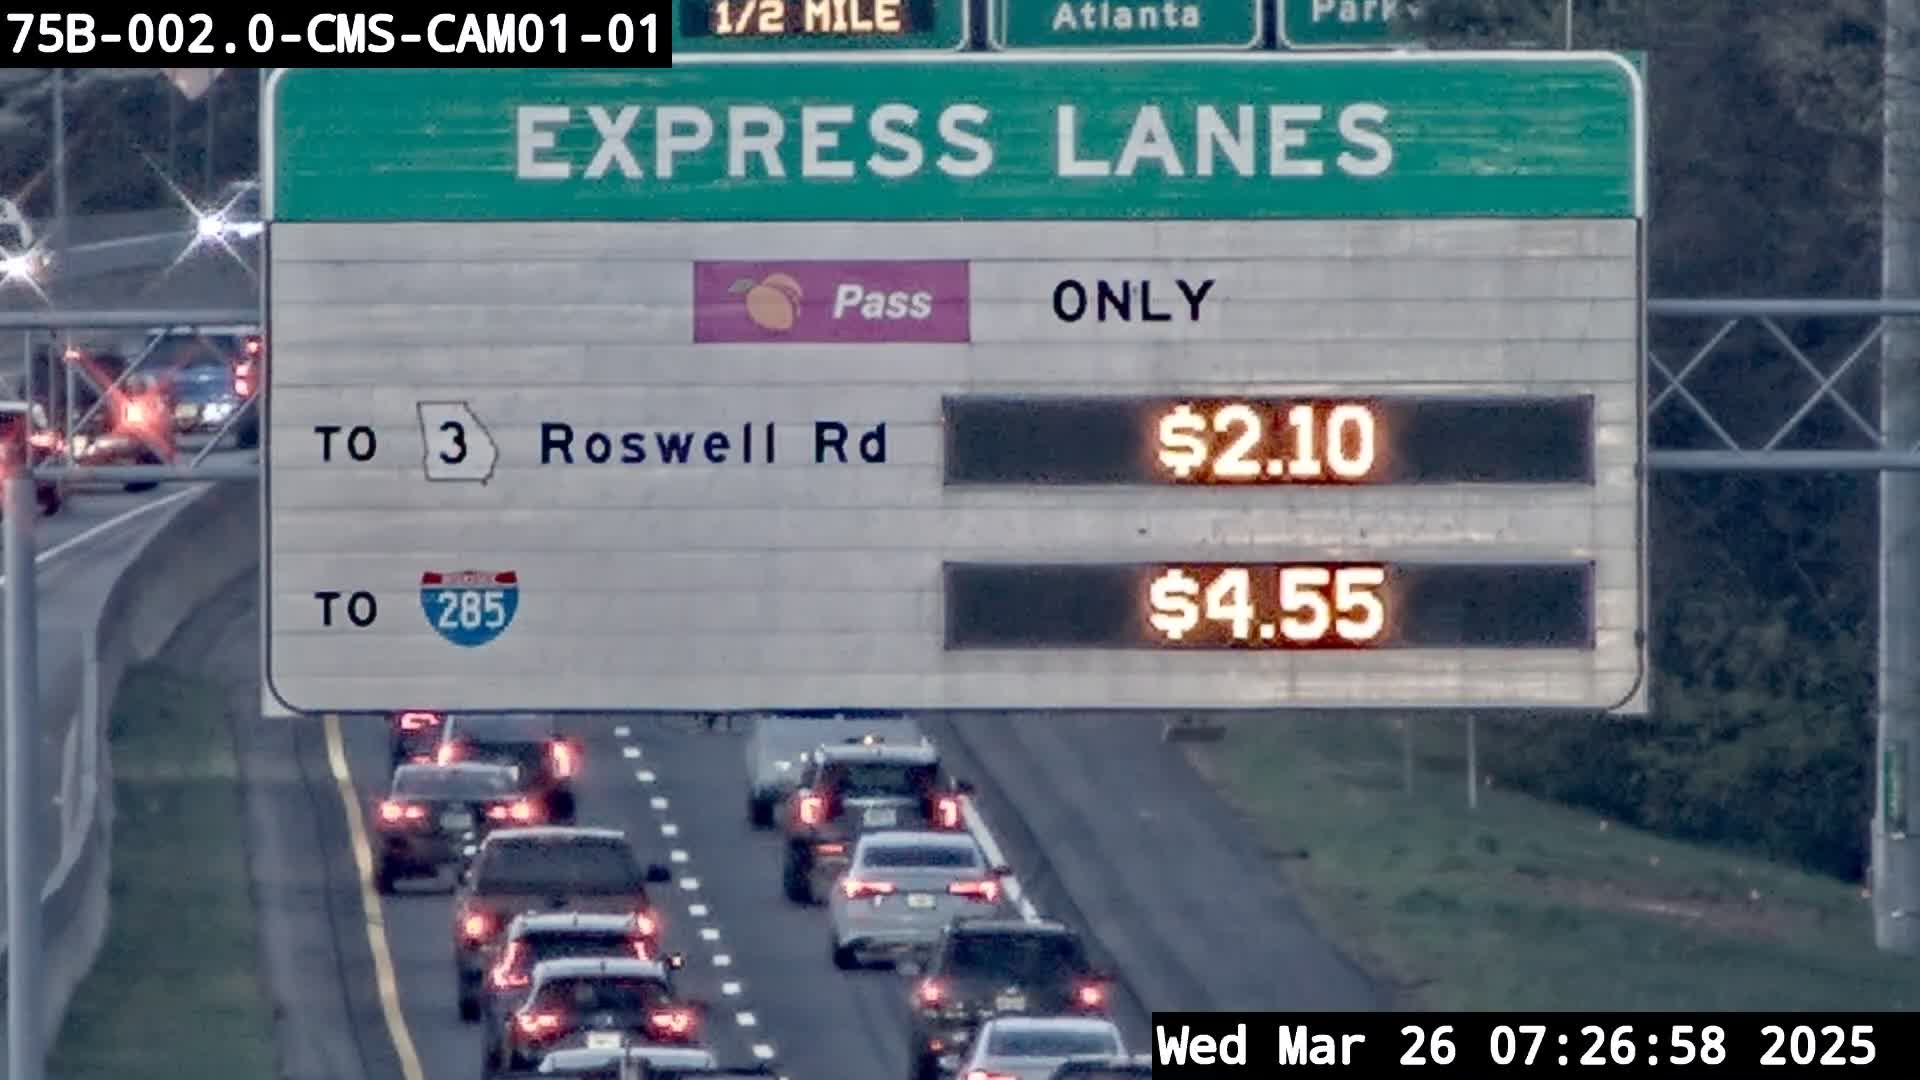 75B-002.0-CMS-CAM01-01
1/2 MILE
Atlanta
EXPRESS LANES
Pass ONLY
TO 3 Roswell Rd $2.10
TO 285 $4.55
Wed Mar 26 07:26:58 2025